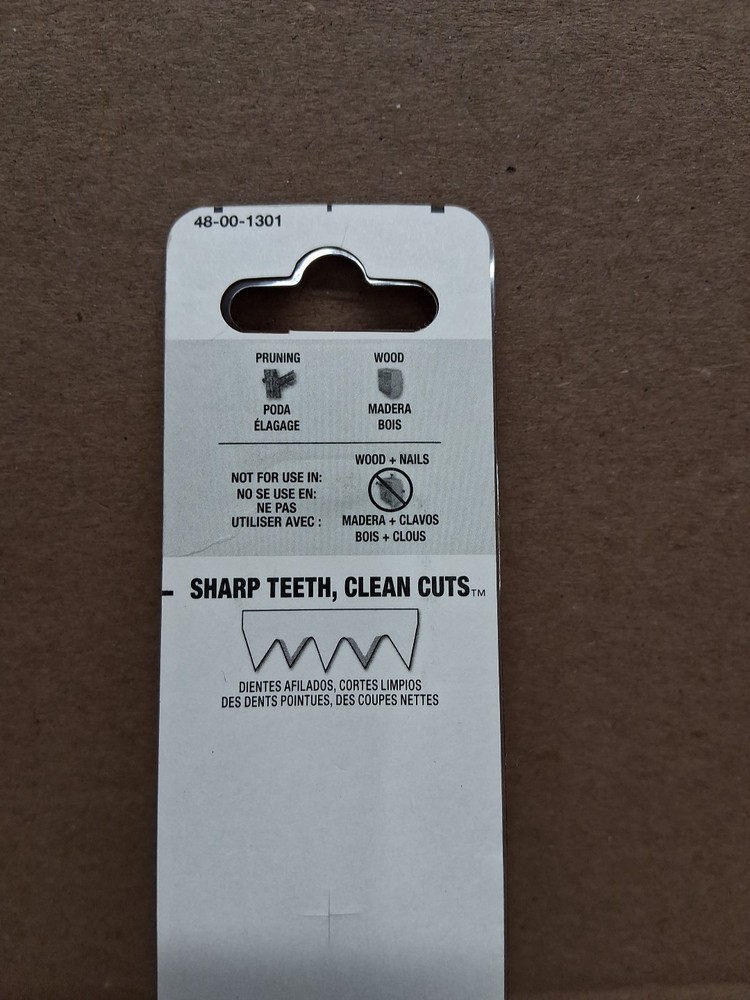 48-00-1301
PRUNING
PODA
ÉLAGAGE
WOOD
MADERA
BOIS
NOT FOR USE IN:
NO SE USE EN:
NE PAS
UTILISER AVEC :
WOOD + NAILS
MADERA + CLAVOS
BOIS + CLOUS
SHARP TEETH, CLEAN CUTS™
DIENTES AFILADOS, CORTES LIMPIOS
DES DENTS POINTUES, DES COUPES NETTES